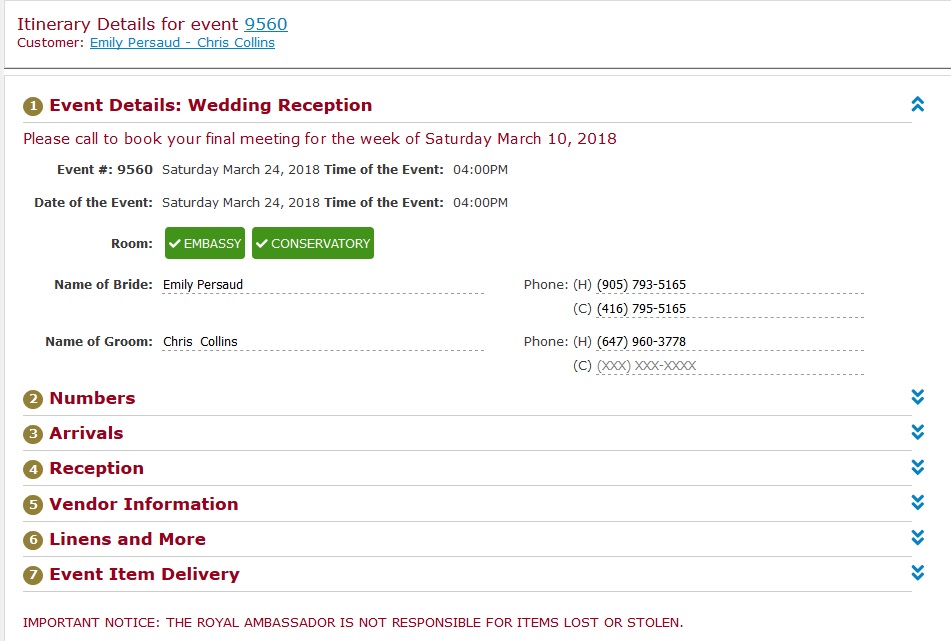 Itinerary Details for event 9560
Customer: Emily Persaud - Chris Collins
1 Event Details: Wedding Reception
Please call to book your final meeting for the week of Saturday March 10, 2018
Event #: 9560 Saturday March 24, 2018 Time of the Event: 04:00PM
Date of the Event: Saturday March 24, 2018 Time of the Event: 04:00PM
Room: EMBASSY CONSERVATORY
Name of Bride: Emily Persaud Phone: (H) (905) 793-5165
(C) (416) 795-5165
Name of Groom: Chris Collins Phone: (H) (647) 960-3778
(C) (XXX) XXX-XXXX
2 Numbers
3 Arrivals
4 Reception
5 Vendor Information
6 Linens and More
7 Event Item Delivery
IMPORTANT NOTICE: THE ROYAL AMBASSADOR IS NOT RESPONSIBLE FOR ITEMS LOST OR STOLEN.